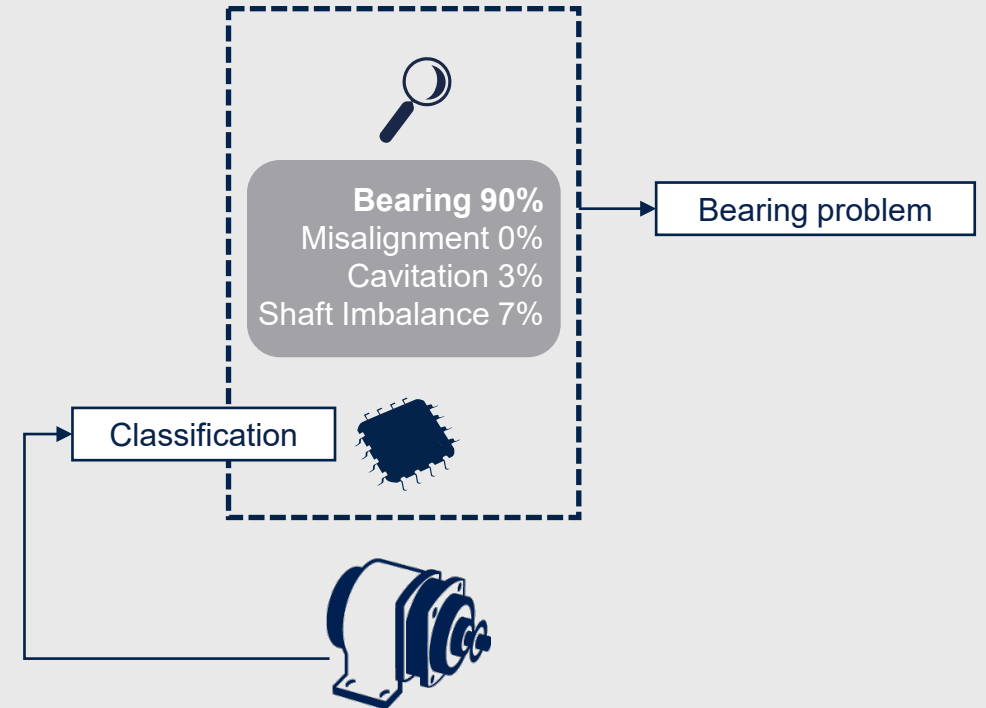 Bearing 90%
Misalignment 0%
Cavitation 3%
Shaft Imbalance 7%
Bearing problem
Classification